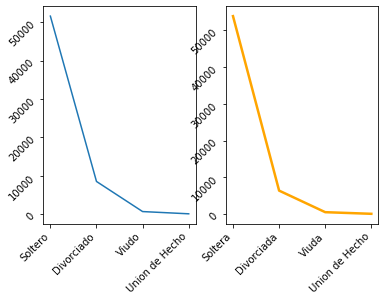 50000
40000
30000
20000
10000
0
Soltero
Divorciado
Viudo
Union de Hecho
50000
40000
30000
20000
10000
0
Soltera
Divorciada
Viuda
Union de Hecho